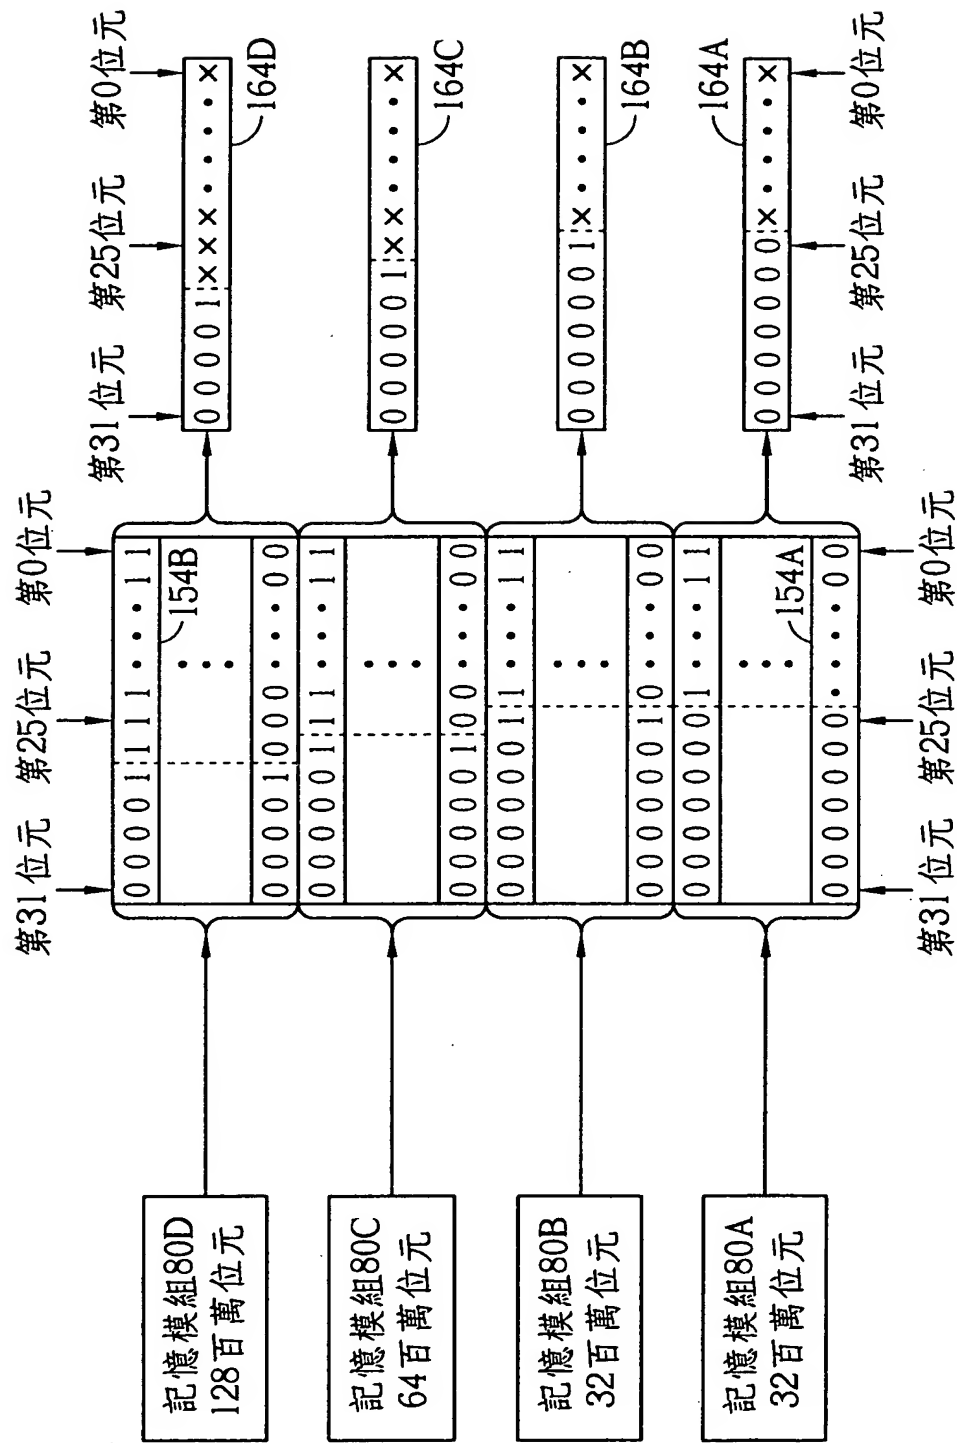 第31位元 第25位元 第0位元
第31位元 第25位元 第0位元
0 0 0 0 1 1 1 1 • • • 1 1
154B
0 0 0 0 1 0 0 0 • • • 0 0
記憶模組80D
128百萬位元
0 0 0 0 1 X X X • • • • X
164D
0 0 0 0 0 1 1 1 • • • 1 1
0 0 0 0 0 1 0 0 • • • 0 0
記憶模組80C
64百萬位元
0 0 0 0 0 1 X X • • • • X
164C
0 0 0 0 0 0 1 1 • • • 1 1
0 0 0 0 0 0 1 0 • • • 0 0
記憶模組80B
32百萬位元
0 0 0 0 0 0 1 X • • • • X
164B
0 0 0 0 0 0 0 1 • • • 1 1
154A
0 0 0 0 0 0 0 • • • • 0 0
記憶模組80A
32百萬位元
164A
0 0 0 0 0 0 0 X • • • • X
第31位元 第25位元 第0位元
第31位元 第25位元 第0位元